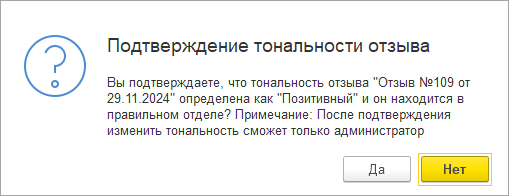 Подтверждение тональности отзыва
Вы подтверждаете, что тональность отзыва "Отзыв №109 от
29.11.2024" определена как "Позитивный" и он находится в
правильном отделе? Примечание: После подтверждения
изменить тональность сможет только администратор
Да
Нет